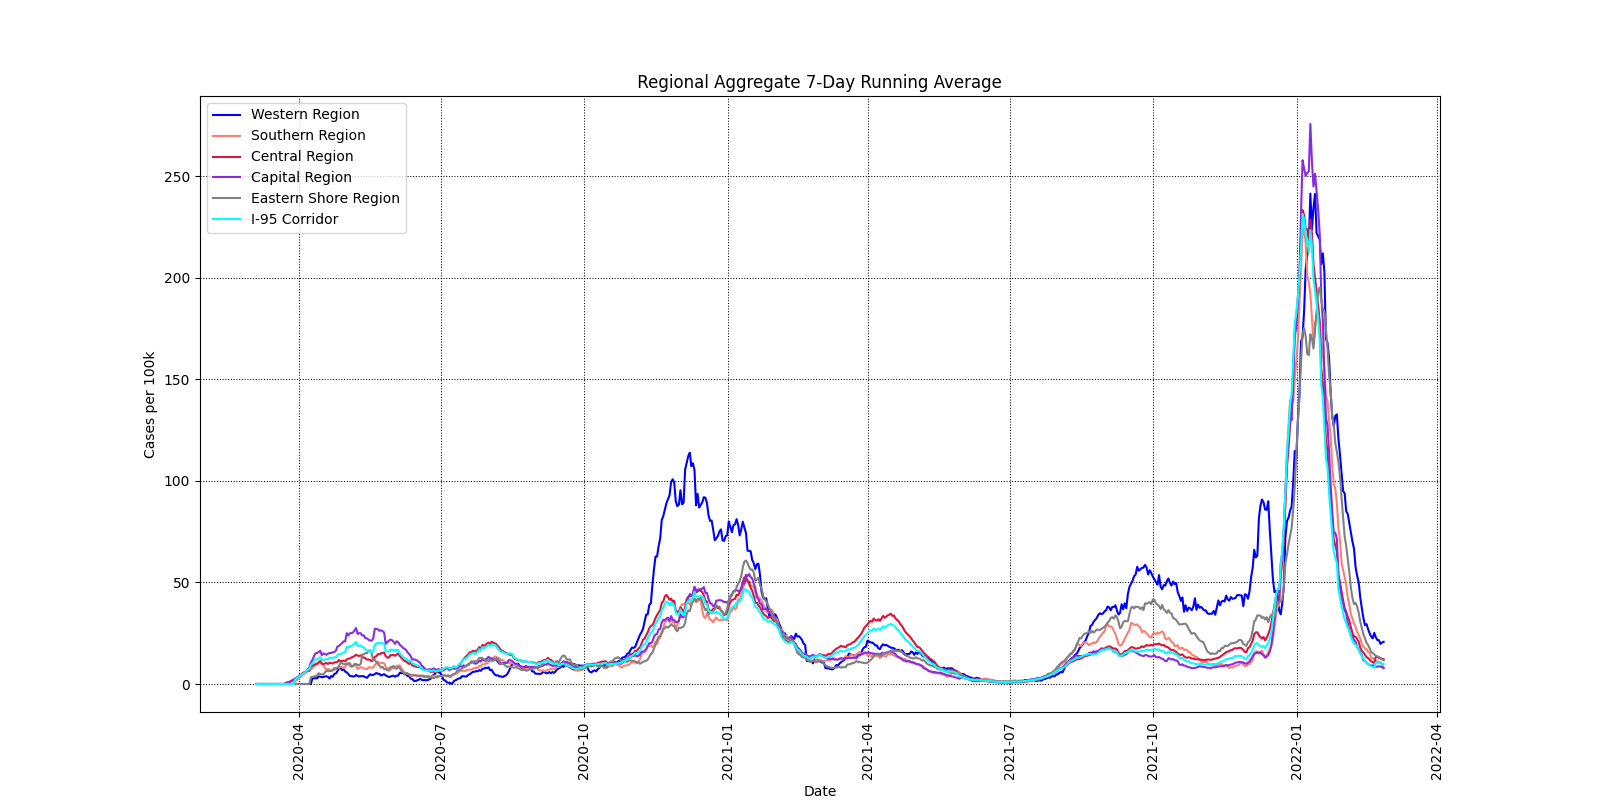 Regional Aggregate 7-Day Running Average
Western Region
Southern Region
Central Region
Capital Region
Eastern Shore Region
I-95 Corridor
Cases per 100k
250
200
150
100
50
0
2020-04
2020-07
2020-10
2021-01
2021-04
2021-07
2021-10
2022-01
2022-04
Date